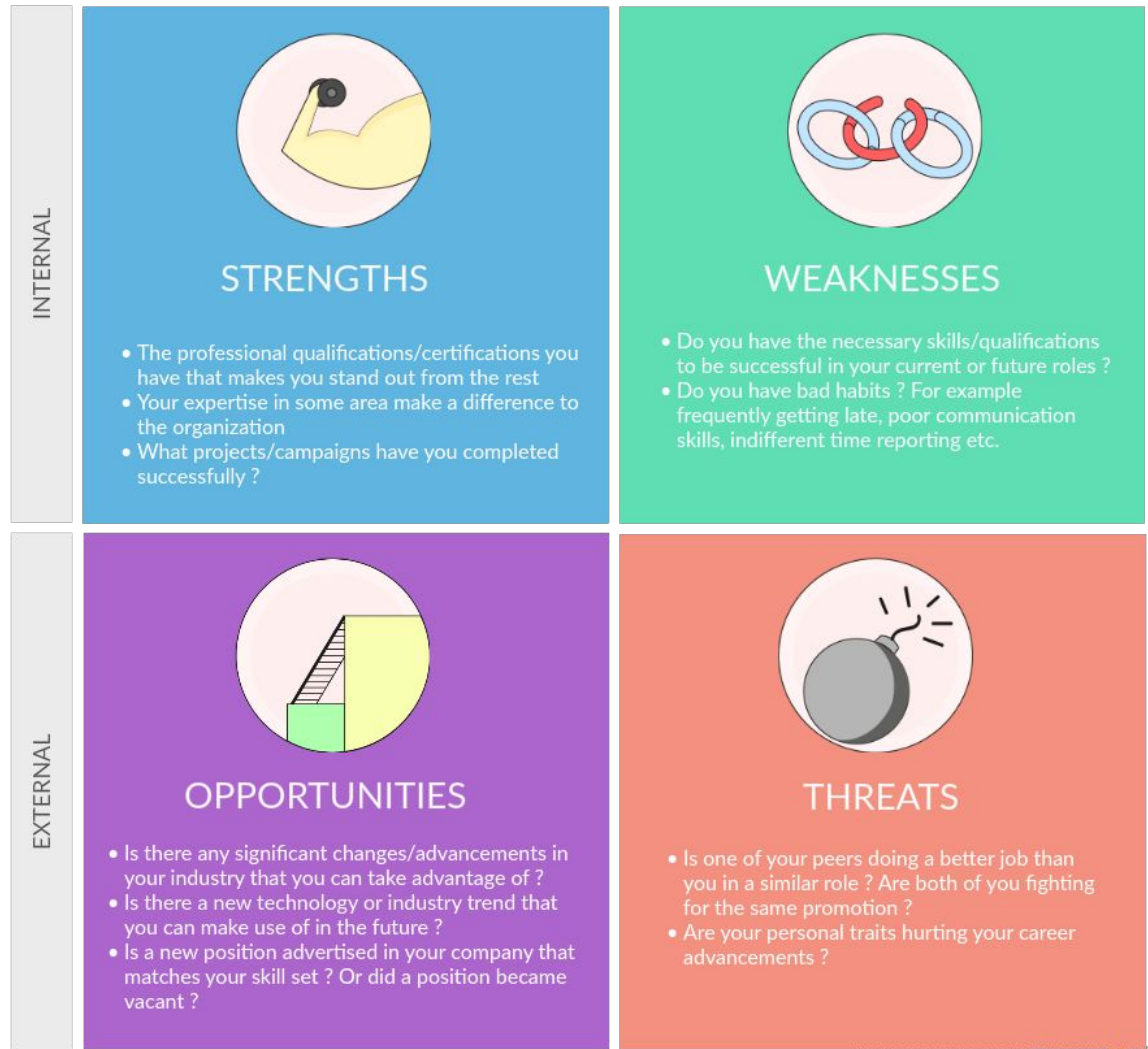 INTERNAL
STRENGTHS
• The professional qualifications/certifications you
have that makes you stand out from the rest
• Your expertise in some area make a difference to
the organization
• What projects/campaigns have you completed
successfully ?
WEAKNESSES
• Do you have the necessary skills/qualifications
to be successful in your current or future roles ?
• Do you have bad habits ? For example
frequently getting late, poor communication
skills, indifferent time reporting etc.
EXTERNAL
OPPORTUNITIES
• Is there any significant changes/advancements in
your industry that you can take advantage of ?
• Is there a new technology or industry trend that
you can make use of in the future ?
• Is a new position advertised in your company that
matches your skill set ? Or did a position became
vacant ?
THREATS
• Is one of your peers doing a better job than
you in a similar role ? Are both of you fighting
for the same promotion ?
• Are your personal traits hurting your career
advancements ?